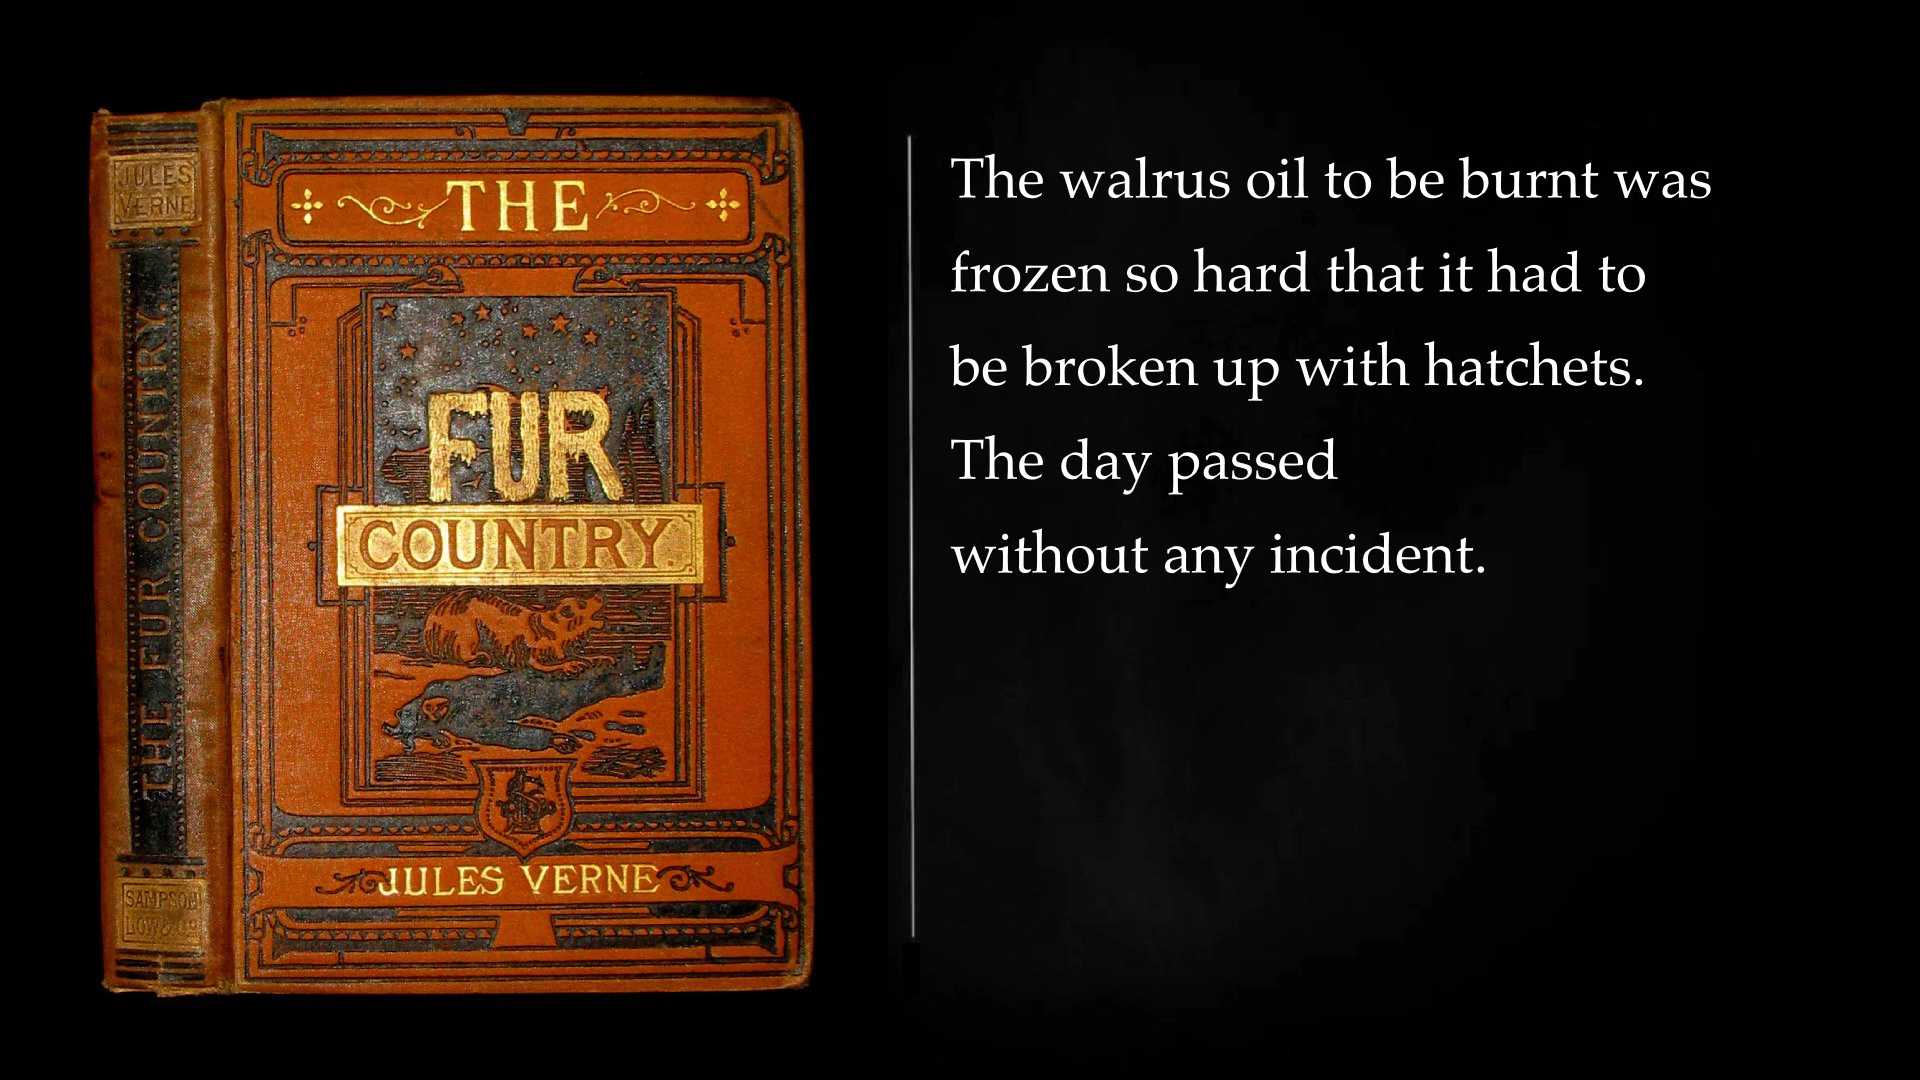 JULES
VERNE
THE FUR COUNTRY.
SAMPSON
LOW & Co
THE
FUR
COUNTRY.
JULES VERNE
The walrus oil to be burnt was
frozen so hard that it had to
be broken up with hatchets.
The day passed
without any incident.